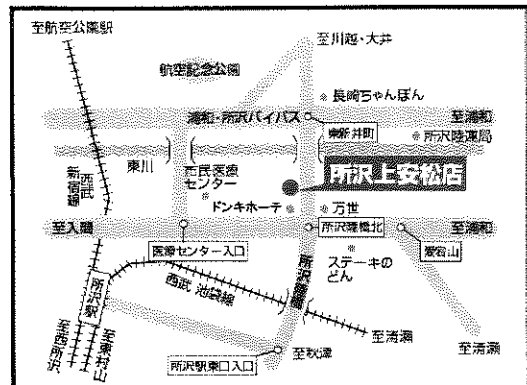 至航空公園駅
至川越・大井
航空記念公園
長崎ちゃんぽん
浦和・所沢バイパス
至浦和
東新井町
所沢陸運局
東川
西武
新宿線
市民医療
センター
所沢上安松店
ドンキホーテ
万世
至入間
所沢陸橋北
至浦和
医療センター入口
愛宕山
ステーキの
どん
所沢陸橋
西武 池袋線
所沢駅
至清瀬
至清瀬
至西所沢
至東村山
所沢駅東口入口
至秋津